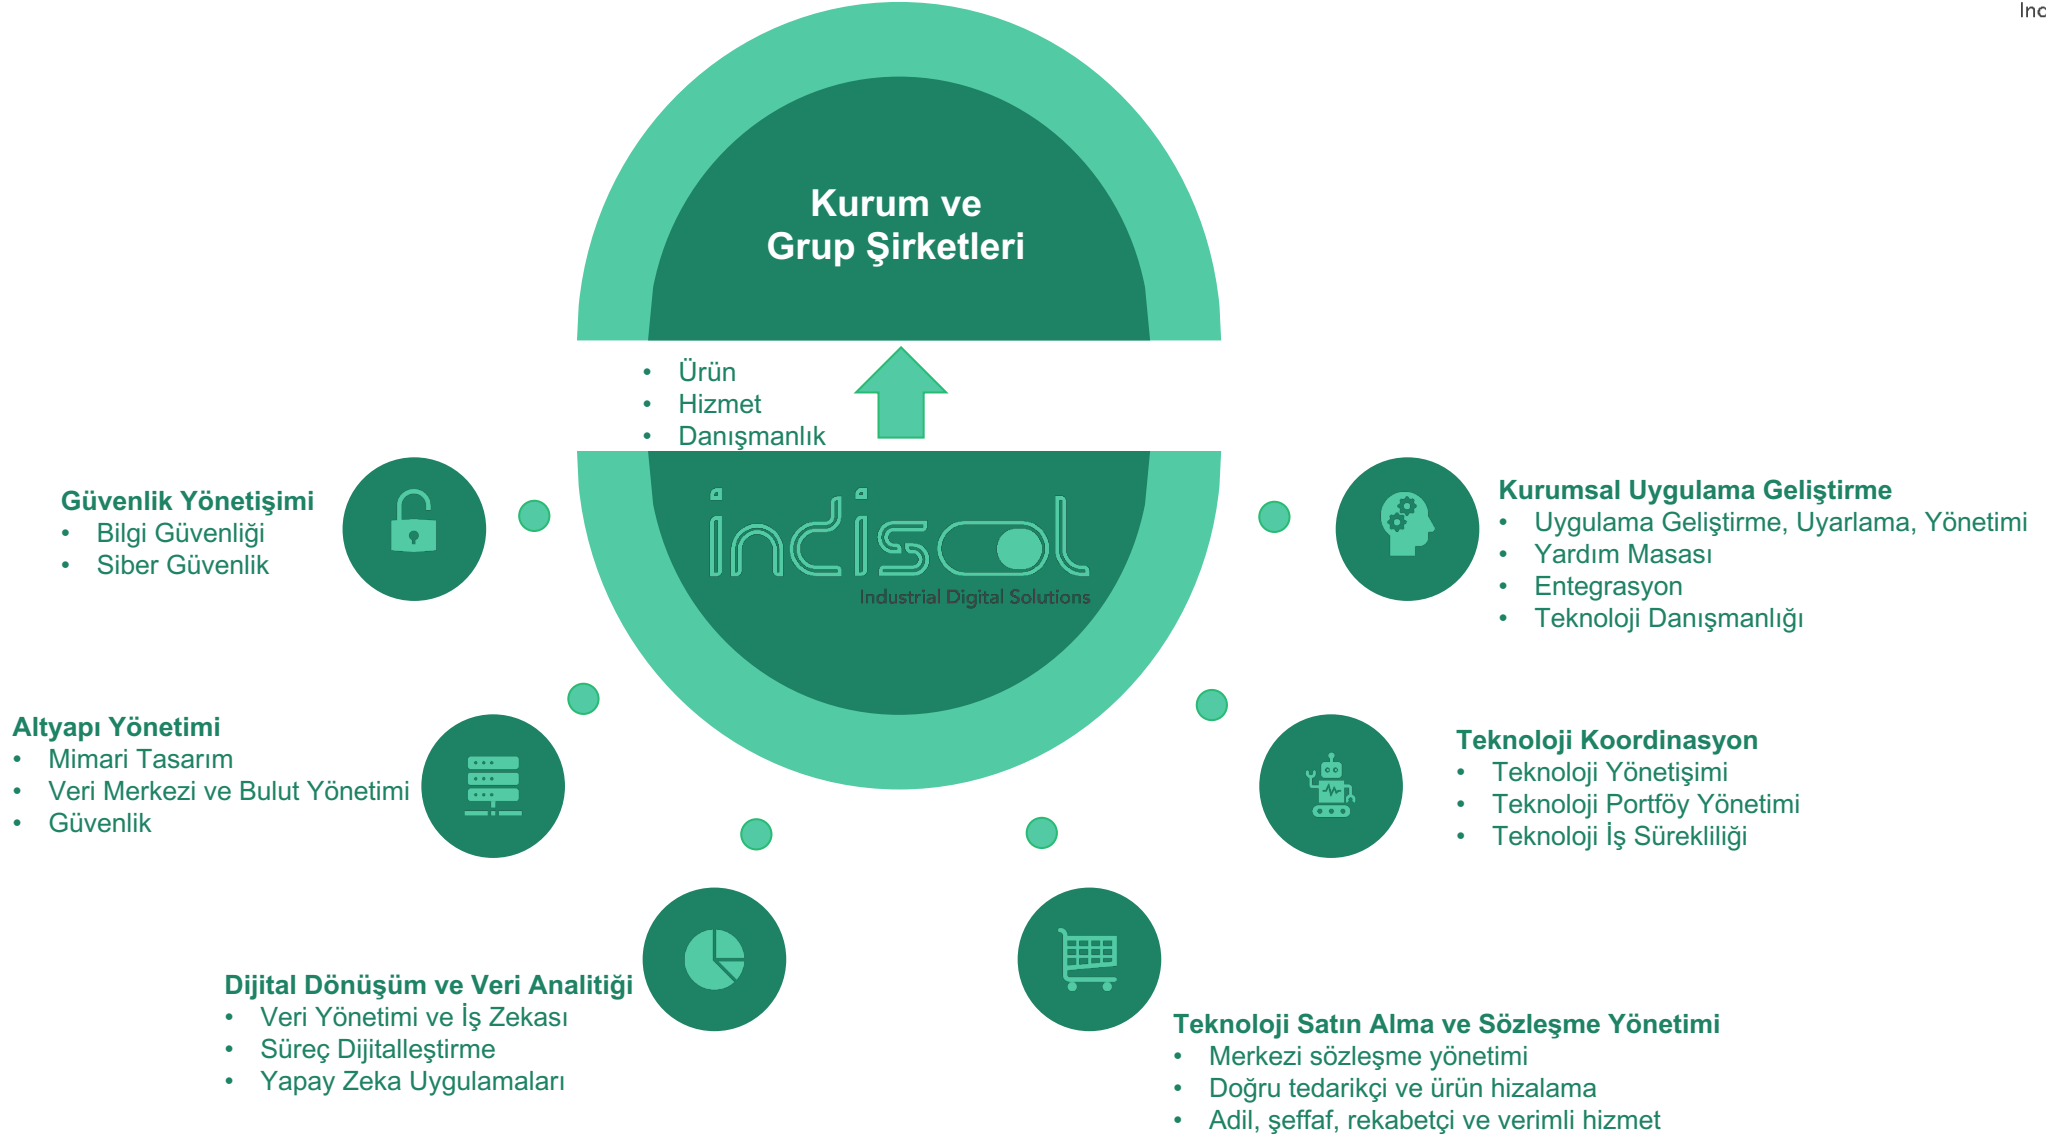 Kurum ve
Grup Şirketleri
• Ürün
• Hizmet
• Danışmanlık
indisol
Industrial Digital Solutions
Güvenlik Yönetişimi
• Bilgi Güvenliği
• Siber Güvenlik
Altyapı Yönetimi
• Mimari Tasarım
• Veri Merkezi ve Bulut Yönetimi
• Güvenlik
Dijital Dönüşüm ve Veri Analitiği
• Veri Yönetimi ve İş Zekası
• Süreç Dijitalleştirme
• Yapay Zeka Uygulamaları
Kurumsal Uygulama Geliştirme
• Uygulama Geliştirme, Uyarlama, Yönetimi
• Yardım Masası
• Entegrasyon
• Teknoloji Danışmanlığı
Teknoloji Koordinasyon
• Teknoloji Yönetişimi
• Teknoloji Portföy Yönetimi
• Teknoloji İş Sürekliliği
Teknoloji Satın Alma ve Sözleşme Yönetimi
• Merkezi sözleşme yönetimi
• Doğru tedarikçi ve ürün hizalama
• Adil, şeffaf, rekabetçi ve verimli hizmet